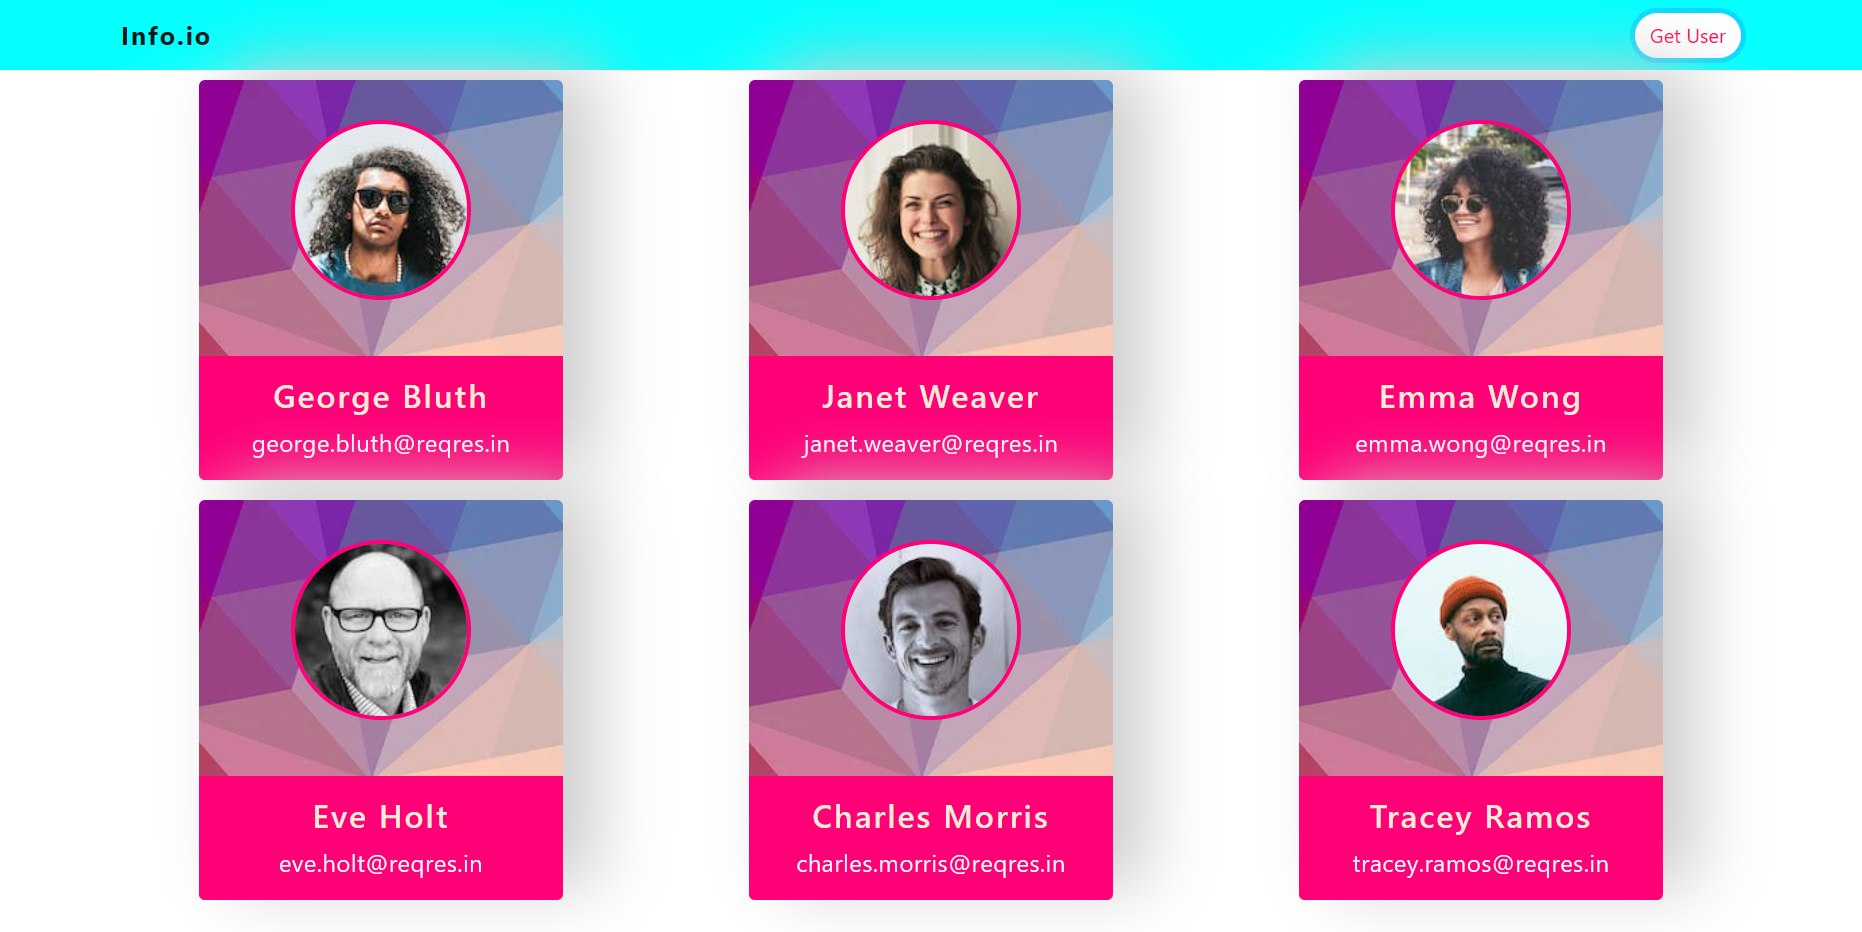 Info.io
Get User
George Bluth
george.bluth@reqres.in
Janet Weaver
janet.weaver@reqres.in
Emma Wong
emma.wong@reqres.in
Eve Holt
eve.holt@reqres.in
Charles Morris
charles.morris@reqres.in
Tracey Ramos
tracey.ramos@reqres.in